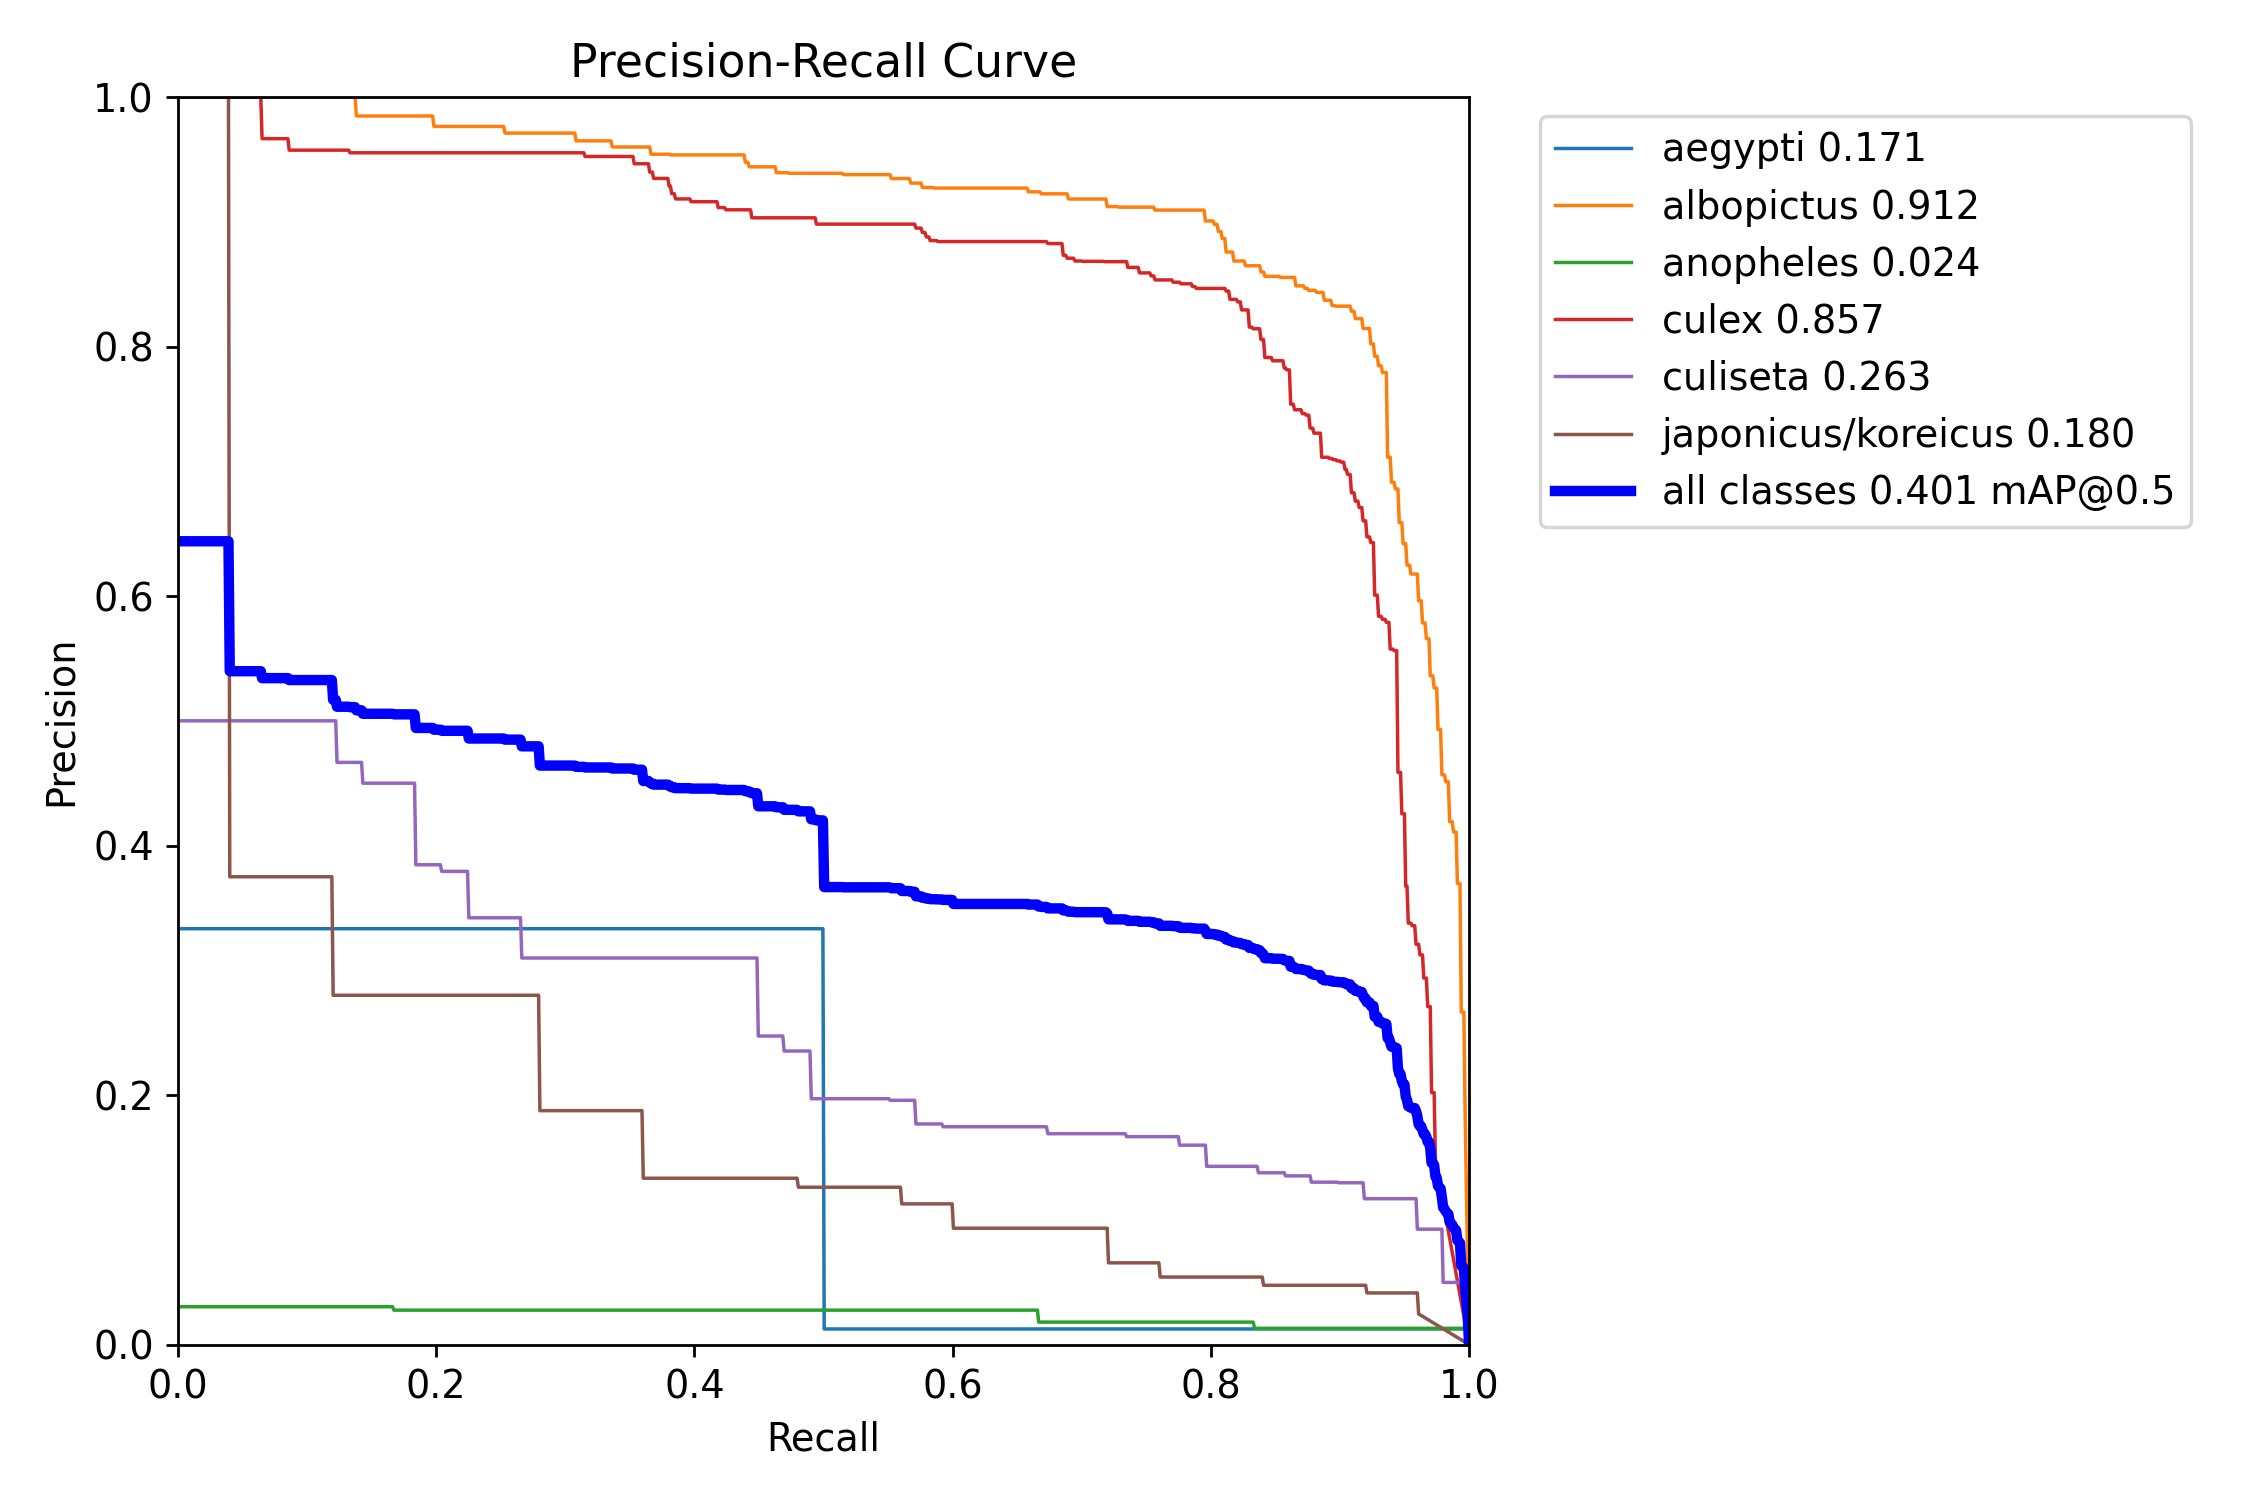 Precision-Recall Curve
1.0
0.8
0.6
0.4
0.2
0.0
Precision
0.0 0.2 0.4 0.6 0.8 1.0
Recall
aegypti 0.171
albopictus 0.912
anopheles 0.024
culex 0.857
culiseta 0.263
japonicus/koreicus 0.180
all classes 0.401 mAP@0.5